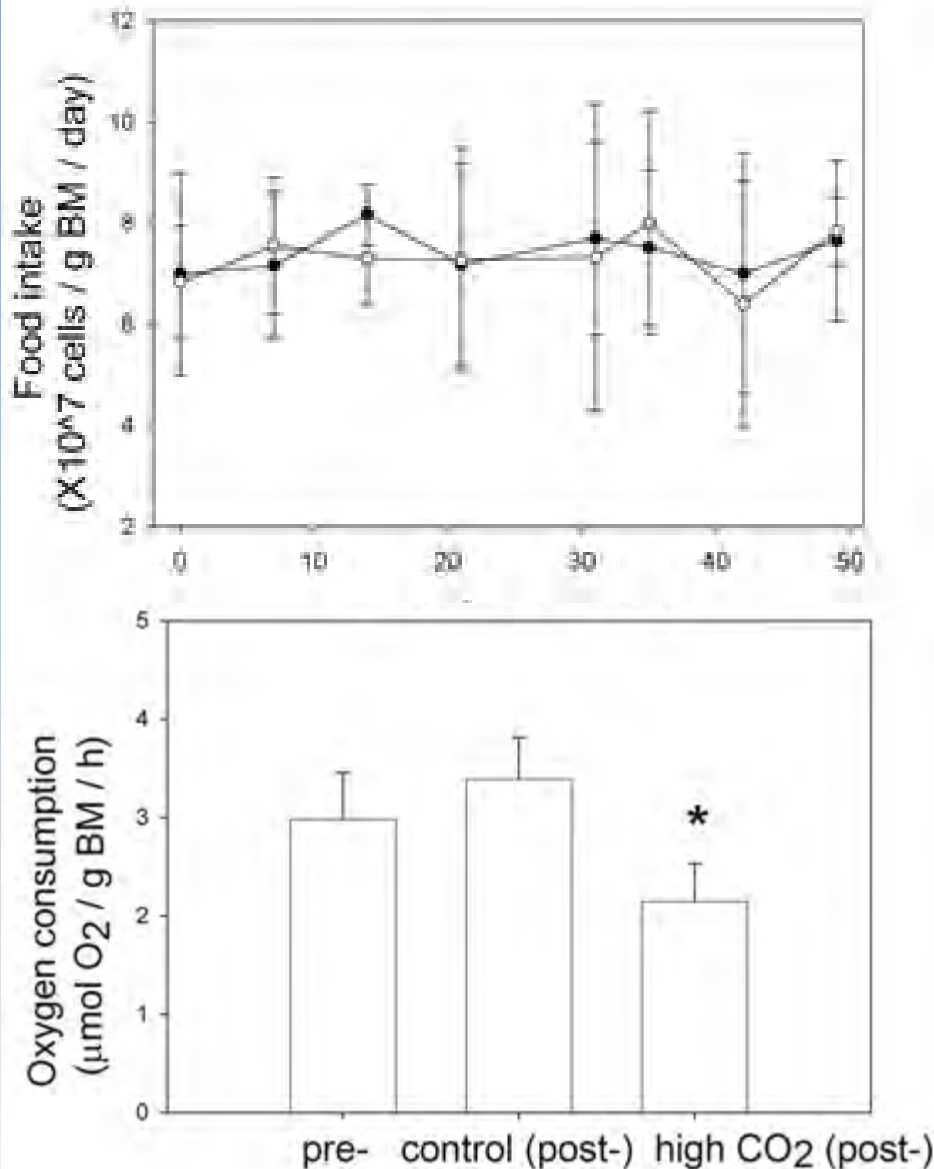 12
10
8
6
4
2
Food intake
(X10^7 cells / g BM / day)
0 10 20 30 40 50
5
4
3
2
1
0
Oxygen consumption
(μmol O2 / g BM / h)
*
pre- control (post-) high CO2 (post-)